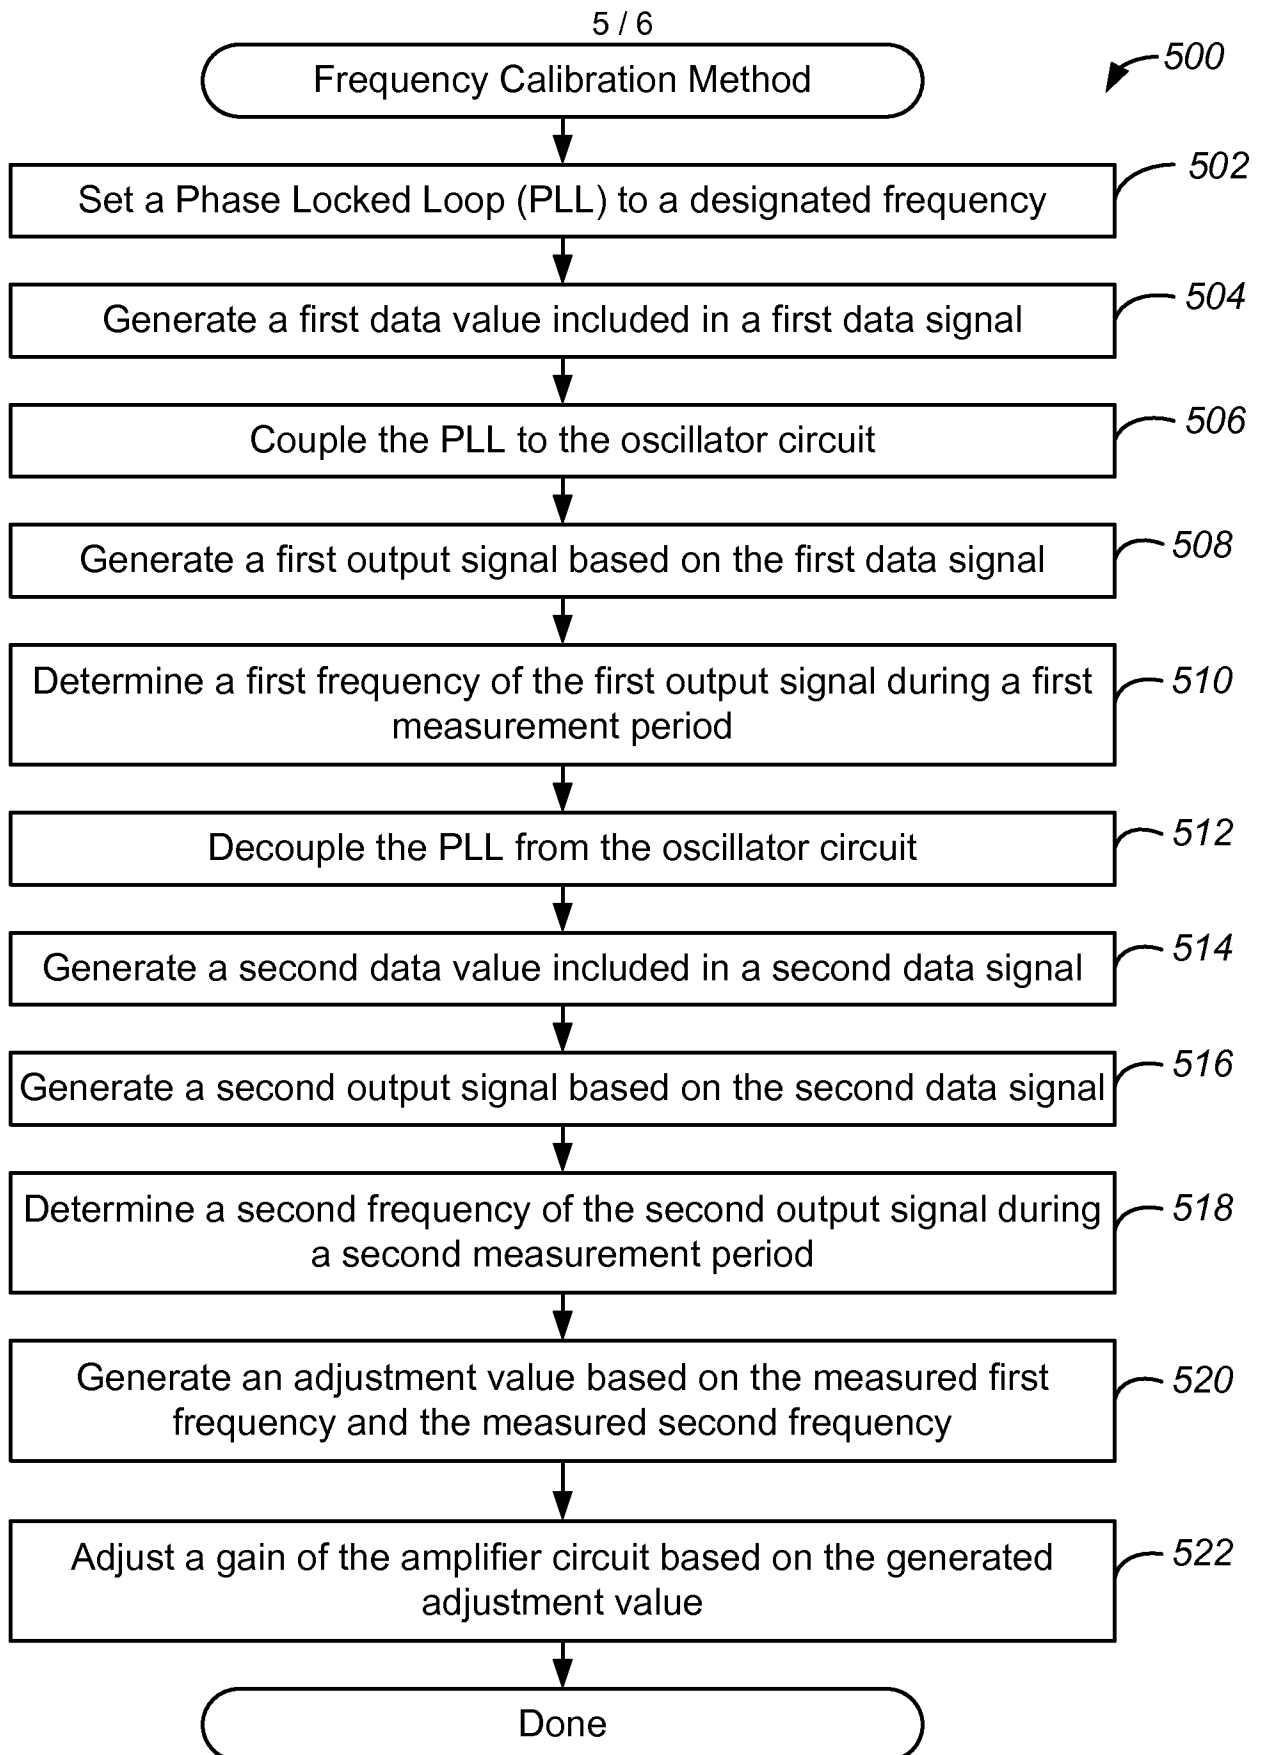 5 / 6
Frequency Calibration Method
500
Set a Phase Locked Loop (PLL) to a designated frequency
502
Generate a first data value included in a first data signal
504
Couple the PLL to the oscillator circuit
506
Generate a first output signal based on the first data signal
508
Determine a first frequency of the first output signal during a first
measurement period
510
Decouple the PLL from the oscillator circuit
512
Generate a second data value included in a second data signal
514
Generate a second output signal based on the second data signal
516
Determine a second frequency of the second output signal during
a second measurement period
518
Generate an adjustment value based on the measured first
frequency and the measured second frequency
520
Adjust a gain of the amplifier circuit based on the generated
adjustment value
522
Done